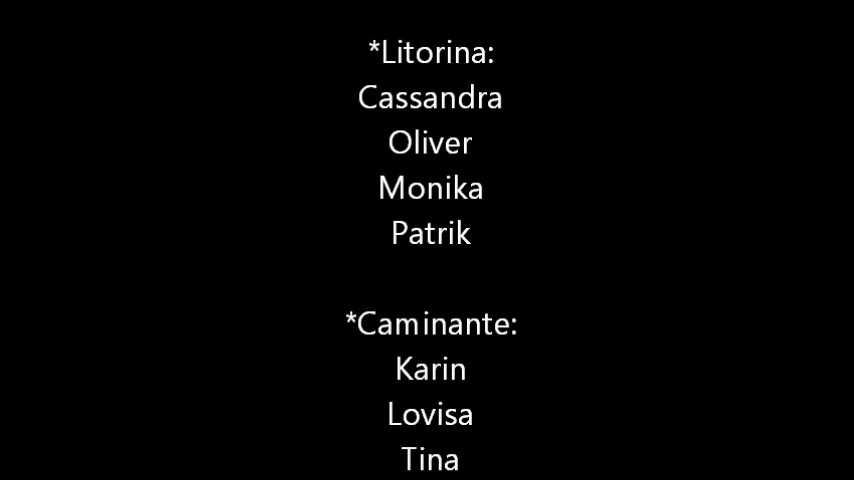 *Litorina:
Cassandra
Oliver
Monika
Patrik
*Caminante:
Karin
Lovisa
Tina